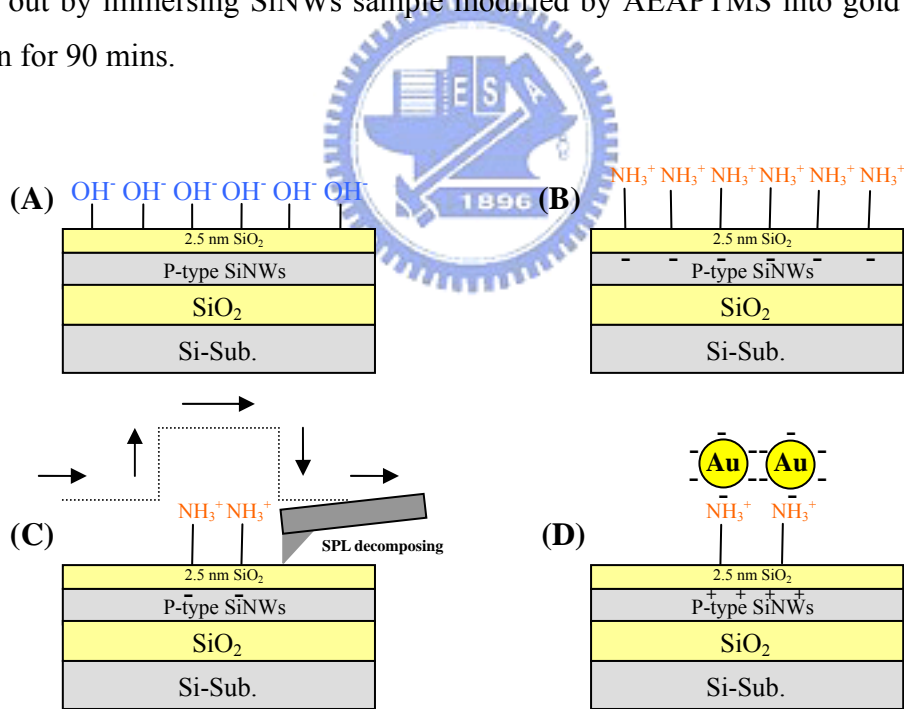 out by immersing SiNWs sample modified by AEAPTMS into gold
n for 90 mins.
E S A
1896
(A)
OH⁻ OH⁻ OH⁻ OH⁻ OH⁻ OH⁻
2.5 nm SiO₂
P-type SiNWs
SiO₂
Si-Sub.
(B)
NH₃⁺ NH₃⁺ NH₃⁺ NH₃⁺ NH₃⁺ NH₃⁺
2.5 nm SiO₂
- - - - - -
P-type SiNWs
SiO₂
Si-Sub.
(C)
NH₃⁺ NH₃⁺
SPL decomposing
2.5 nm SiO₂
- -
P-type SiNWs
SiO₂
Si-Sub.
(D)
Au Au
NH₃⁺ NH₃⁺
2.5 nm SiO₂
+ + + +
P-type SiNWs
SiO₂
Si-Sub.